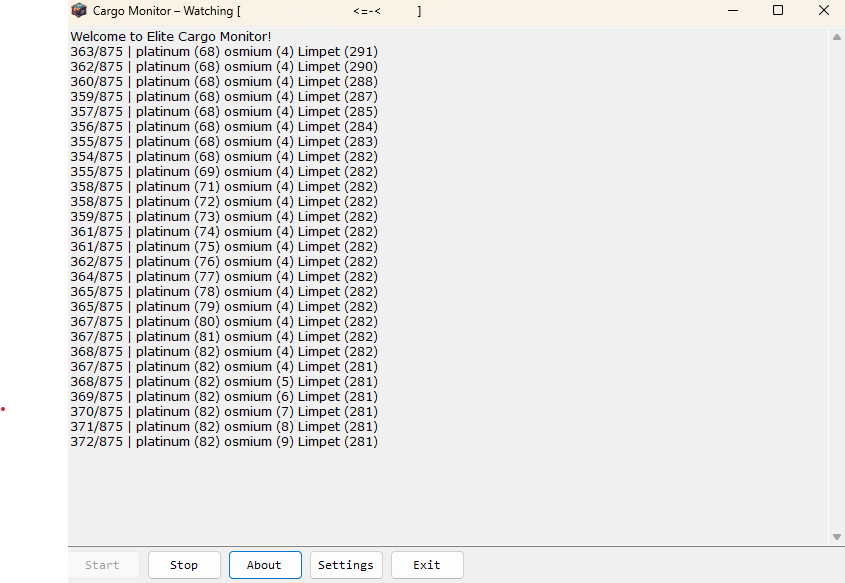 Cargo Monitor – Watching [ <=-< ]
Welcome to Elite Cargo Monitor!
363/875 | platinum (68) osmium (4) Limpet (291)
362/875 | platinum (68) osmium (4) Limpet (290)
360/875 | platinum (68) osmium (4) Limpet (288)
359/875 | platinum (68) osmium (4) Limpet (287)
357/875 | platinum (68) osmium (4) Limpet (285)
356/875 | platinum (68) osmium (4) Limpet (284)
355/875 | platinum (68) osmium (4) Limpet (283)
354/875 | platinum (68) osmium (4) Limpet (282)
355/875 | platinum (69) osmium (4) Limpet (282)
358/875 | platinum (71) osmium (4) Limpet (282)
358/875 | platinum (72) osmium (4) Limpet (282)
359/875 | platinum (73) osmium (4) Limpet (282)
361/875 | platinum (74) osmium (4) Limpet (282)
361/875 | platinum (75) osmium (4) Limpet (282)
362/875 | platinum (76) osmium (4) Limpet (282)
364/875 | platinum (77) osmium (4) Limpet (282)
365/875 | platinum (78) osmium (4) Limpet (282)
365/875 | platinum (79) osmium (4) Limpet (282)
367/875 | platinum (80) osmium (4) Limpet (282)
367/875 | platinum (81) osmium (4) Limpet (282)
368/875 | platinum (82) osmium (4) Limpet (282)
367/875 | platinum (82) osmium (4) Limpet (281)
368/875 | platinum (82) osmium (5) Limpet (281)
369/875 | platinum (82) osmium (6) Limpet (281)
370/875 | platinum (82) osmium (7) Limpet (281)
371/875 | platinum (82) osmium (8) Limpet (281)
372/875 | platinum (82) osmium (9) Limpet (281)
Start Stop About Settings Exit